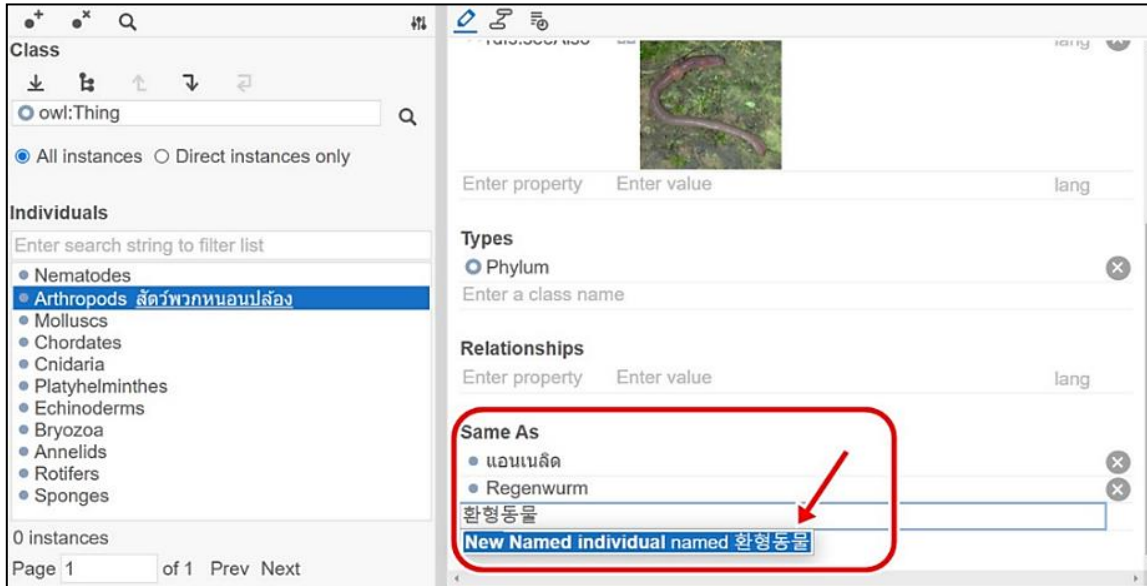 Class
owl:Thing
All instances Direct instances only
Individuals
Enter search string to filter list
Nematodes
Arthropods สัตว์พวกหนอนปล้อง
Molluscs
Chordates
Cnidaria
Platyhelminthes
Echinoderms
Bryozoa
Annelids
Rotifers
Sponges
0 instances
Page 1 of 1 Prev Next
lang
Enter property Enter value lang
Types
Phylum
Enter a class name
Relationships
Enter property Enter value lang
Same As
แอนเนลิด
Regenwurm
환형동물
New Named individual named 환형동물